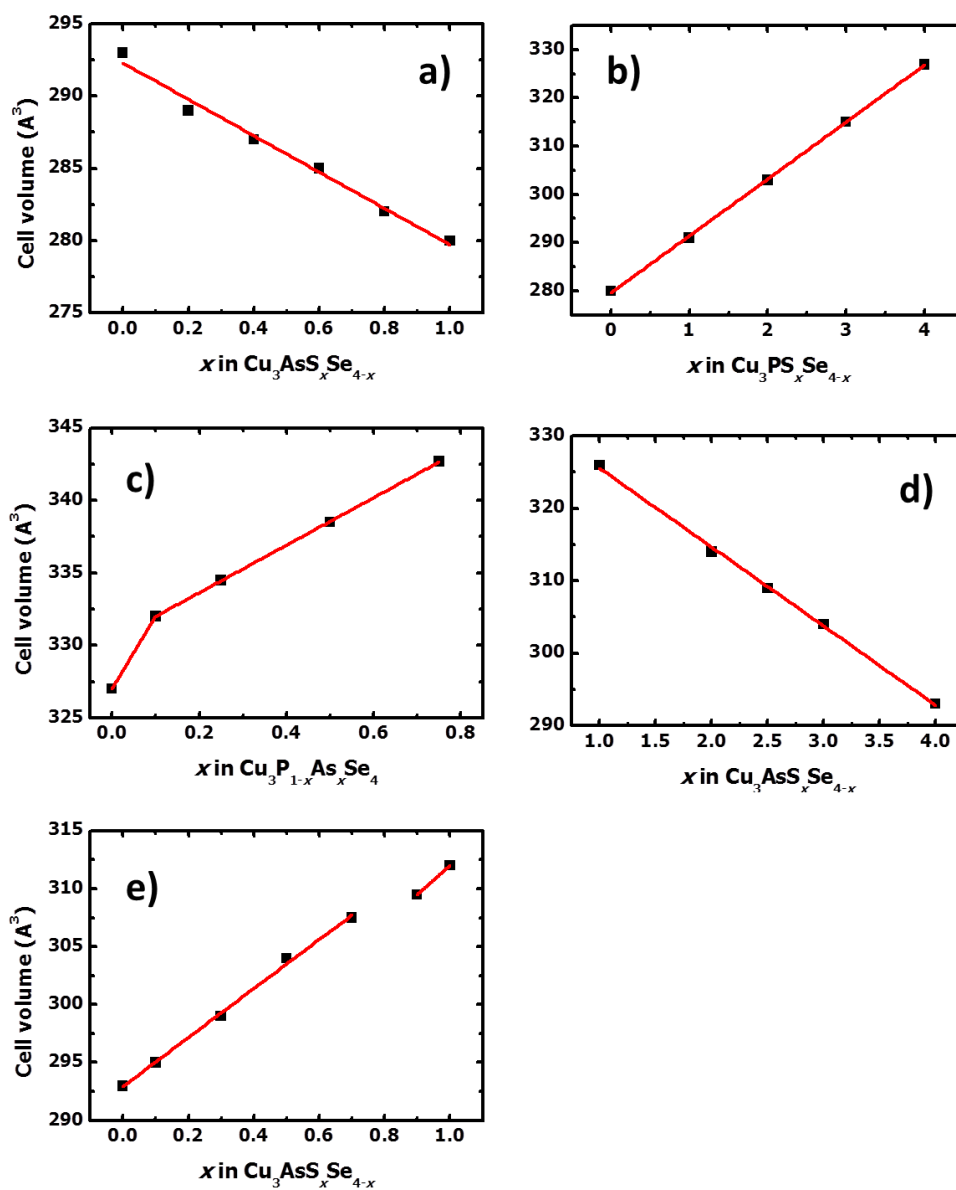 a)
Cell volume (A³)
295
290
285
280
275
0.0 0.2 0.4 0.6 0.8 1.0
x in Cu₃AsSₓSe₄₋ₓ
b)
330
320
310
300
290
280
0 1 2 3 4
x in Cu₃PSₓSe₄₋ₓ
c)
Cell volume (A³)
345
340
335
330
325
0.0 0.2 0.4 0.6 0.8
x in Cu₃P₁₋ₓAsₓSe₄
d)
330
320
310
300
290
1.0 1.5 2.0 2.5 3.0 3.5 4.0
x in Cu₃AsSₓSe₄₋ₓ
e)
Cell volume (A³)
315
310
305
300
295
290
0.0 0.2 0.4 0.6 0.8 1.0
x in Cu₃AsSₓSe₄₋ₓ